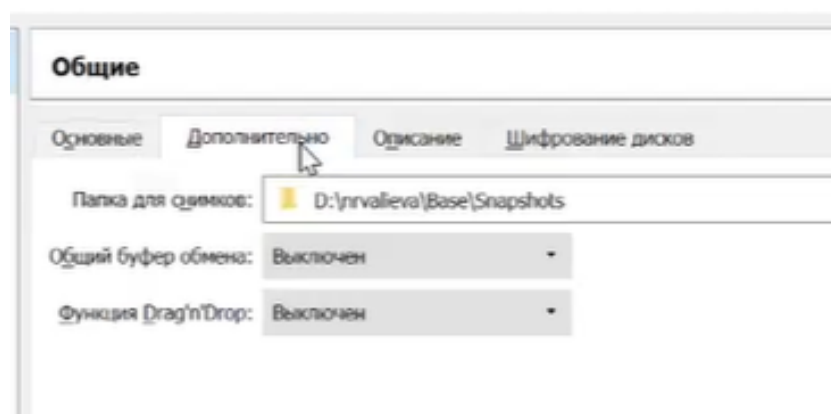 Общие
Основные Дополнительно Описание Шифрование дисков
Папка для снимков: D:\nrvalieva\Base\Snapshots
Общий буфер обмена: Выключен
Функция Drag'n'Drop: Выключен